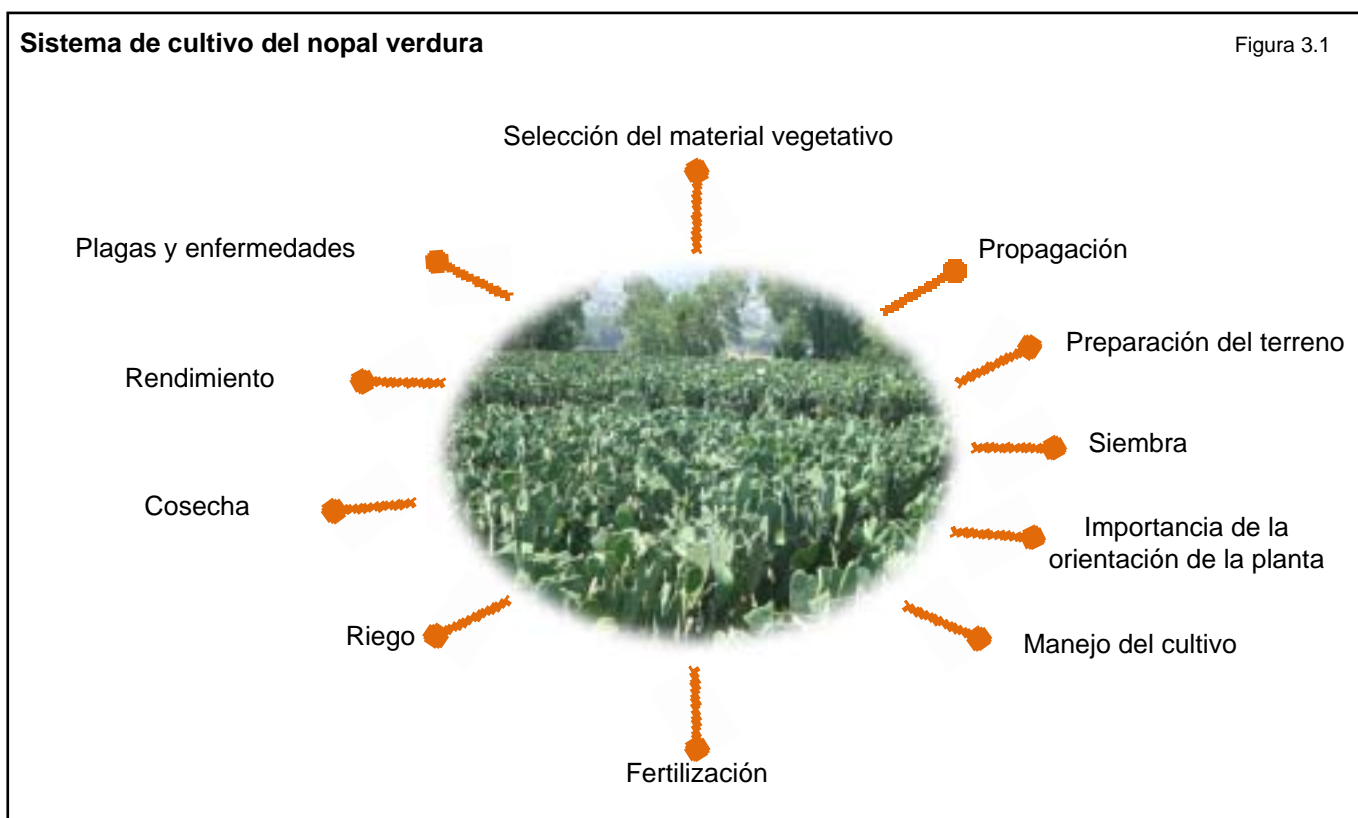 Sistema de cultivo del nopal verdura
Figura 3.1
Selección del material vegetativo
Propagación
Preparación del terreno
Siembra
Importancia de la
orientación de la planta
Manejo del cultivo
Fertilización
Riego
Cosecha
Rendimiento
Plagas y enfermedades